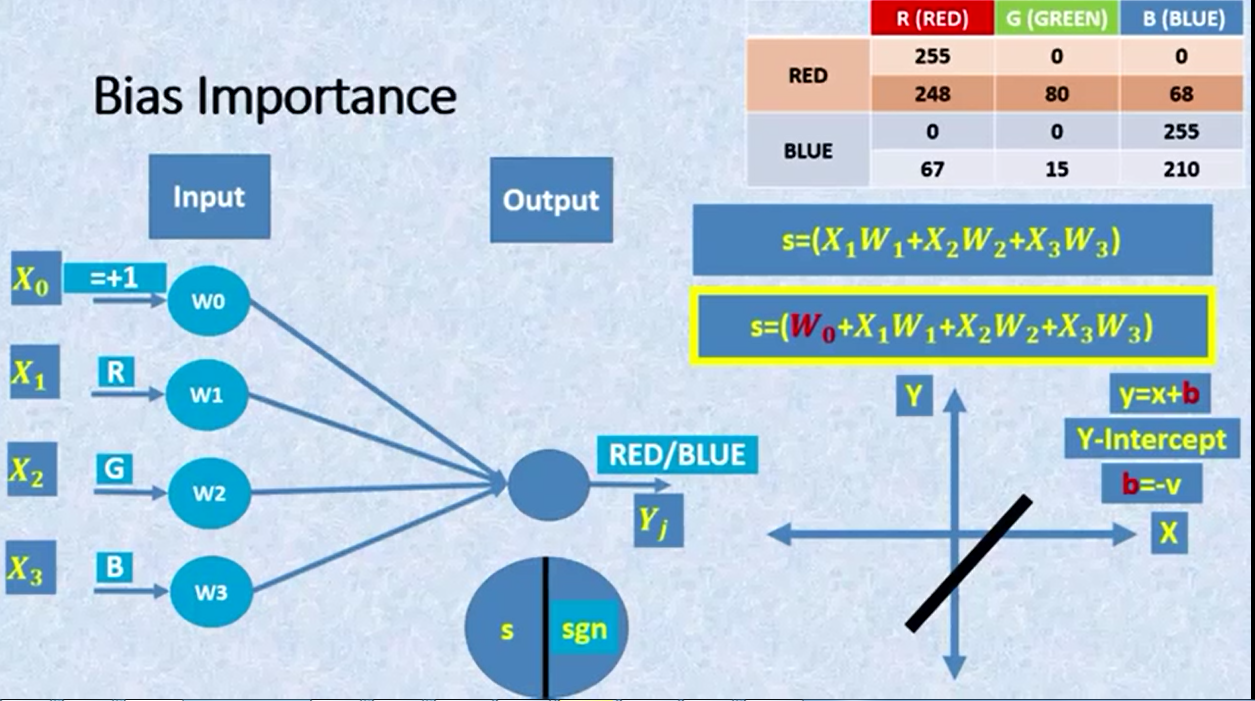 R (RED) G (GREEN) B (BLUE)
RED
255 0 0
248 80 68
BLUE
0 0 255
67 15 210
Bias Importance
Input
Output
s=(X₁W₁+X₂W₂+X₃W₃)
s=(W₀+X₁W₁+X₂W₂+X₃W₃)
X₀ =+1 W0
X₁ R W1
X₂ G W2
X₃ B W3
RED/BLUE
Yⱼ
s sgn
Y
y=x+b
Y-Intercept
b=-v
X